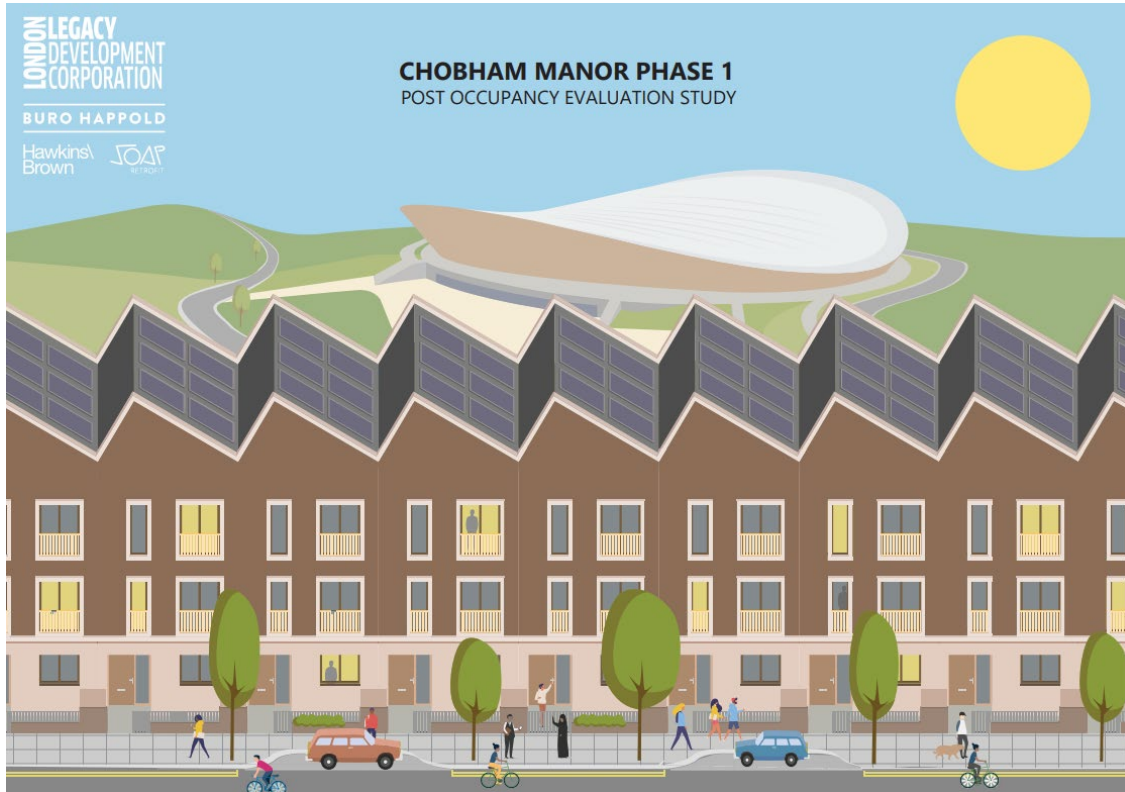 LONDON
LEGACY
DEVELOPMENT
CORPORATION
BURO HAPPOLD
Hawkins\
Brown
SOAP
RETROFIT
CHOBHAM MANOR PHASE 1
POST OCCUPANCY EVALUATION STUDY